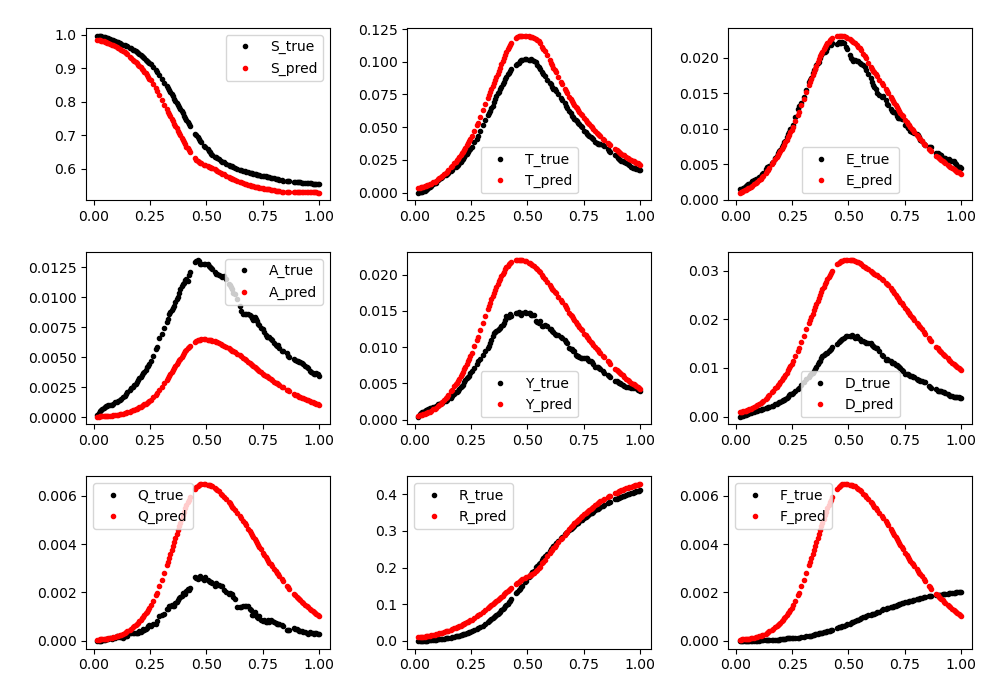 1.0
0.9
0.8
0.7
0.6
S_true
S_pred
0.00 0.25 0.50 0.75 1.00
0.125
0.100
0.075
0.050
0.025
0.000
T_true
T_pred
0.00 0.25 0.50 0.75 1.00
0.020
0.015
0.010
0.005
0.000
E_true
E_pred
0.00 0.25 0.50 0.75 1.00
0.0125
0.0100
0.0075
0.0050
0.0025
0.0000
A_true
A_pred
0.00 0.25 0.50 0.75 1.00
0.020
0.015
0.010
0.005
0.000
Y_true
Y_pred
0.00 0.25 0.50 0.75 1.00
0.03
0.02
0.01
0.00
D_true
D_pred
0.00 0.25 0.50 0.75 1.00
0.006
0.004
0.002
0.000
Q_true
Q_pred
0.00 0.25 0.50 0.75 1.00
0.4
0.3
0.2
0.1
0.0
R_true
R_pred
0.00 0.25 0.50 0.75 1.00
0.006
0.004
0.002
0.000
F_true
F_pred
0.00 0.25 0.50 0.75 1.00